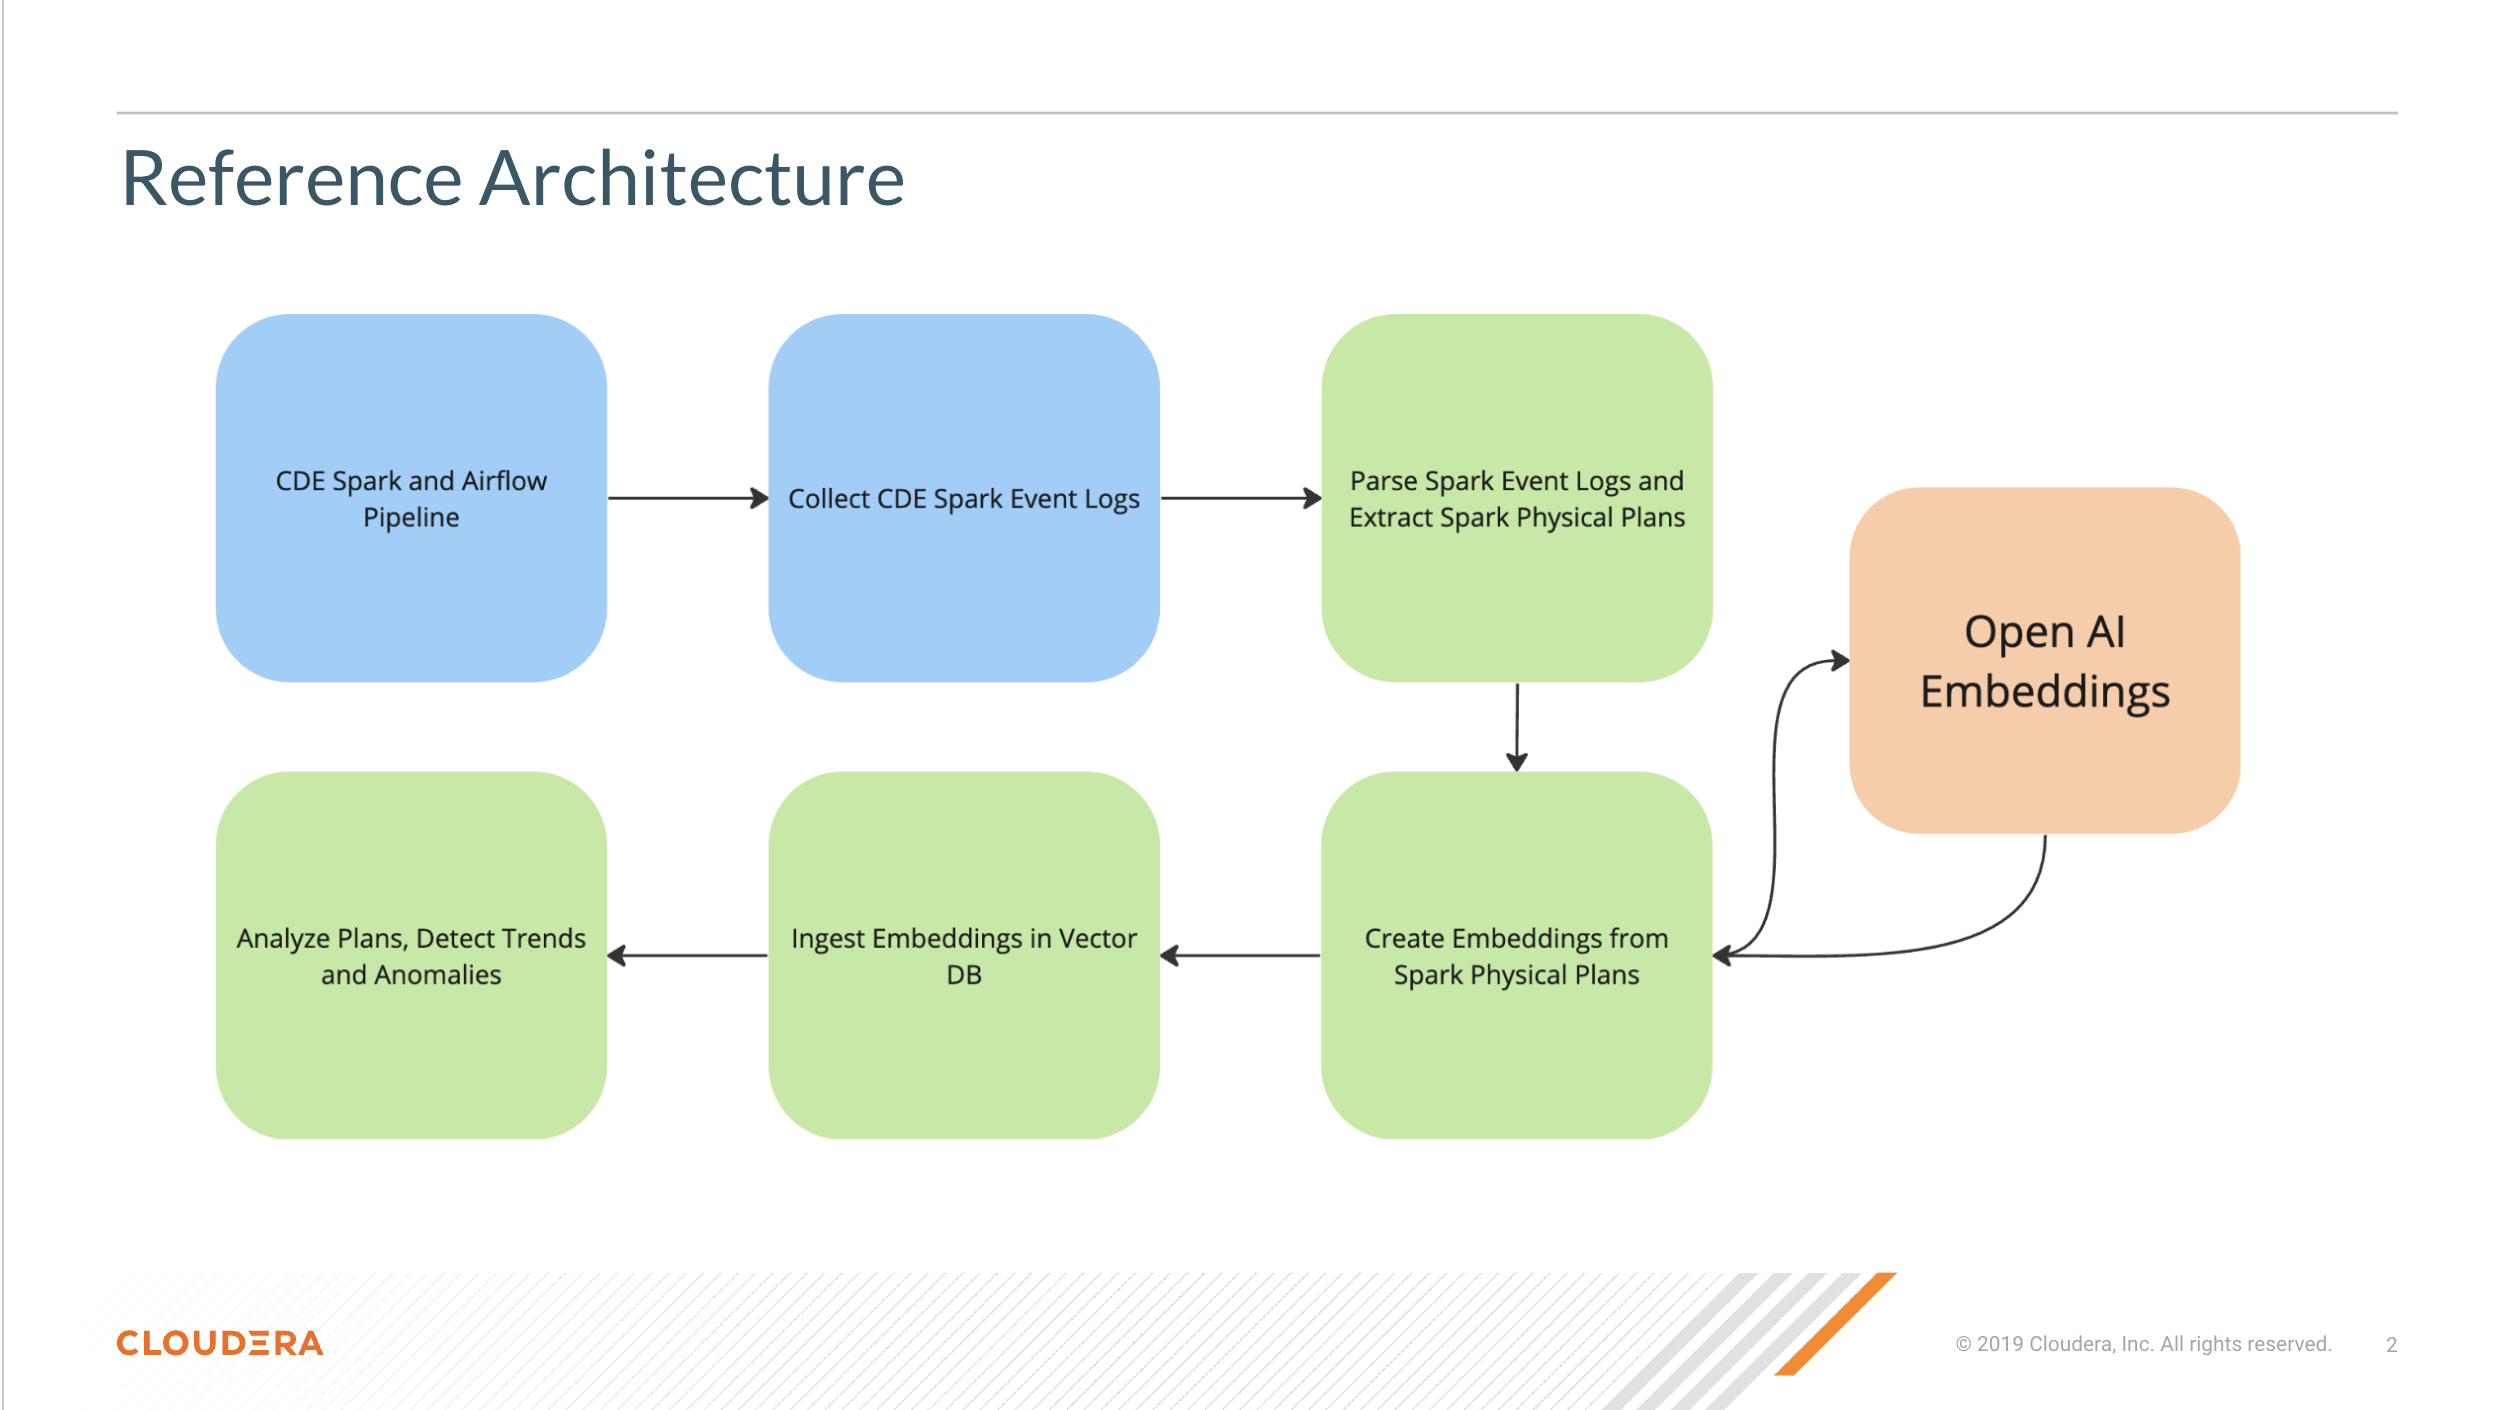 Reference Architecture
CDE Spark and Airflow
Pipeline
Collect CDE Spark Event Logs
Parse Spark Event Logs and
Extract Spark Physical Plans
Open AI
Embeddings
Analyze Plans, Detect Trends
and Anomalies
Ingest Embeddings in Vector
DB
Create Embeddings from
Spark Physical Plans
CLOUDERA
© 2019 Cloudera, Inc. All rights reserved. 2